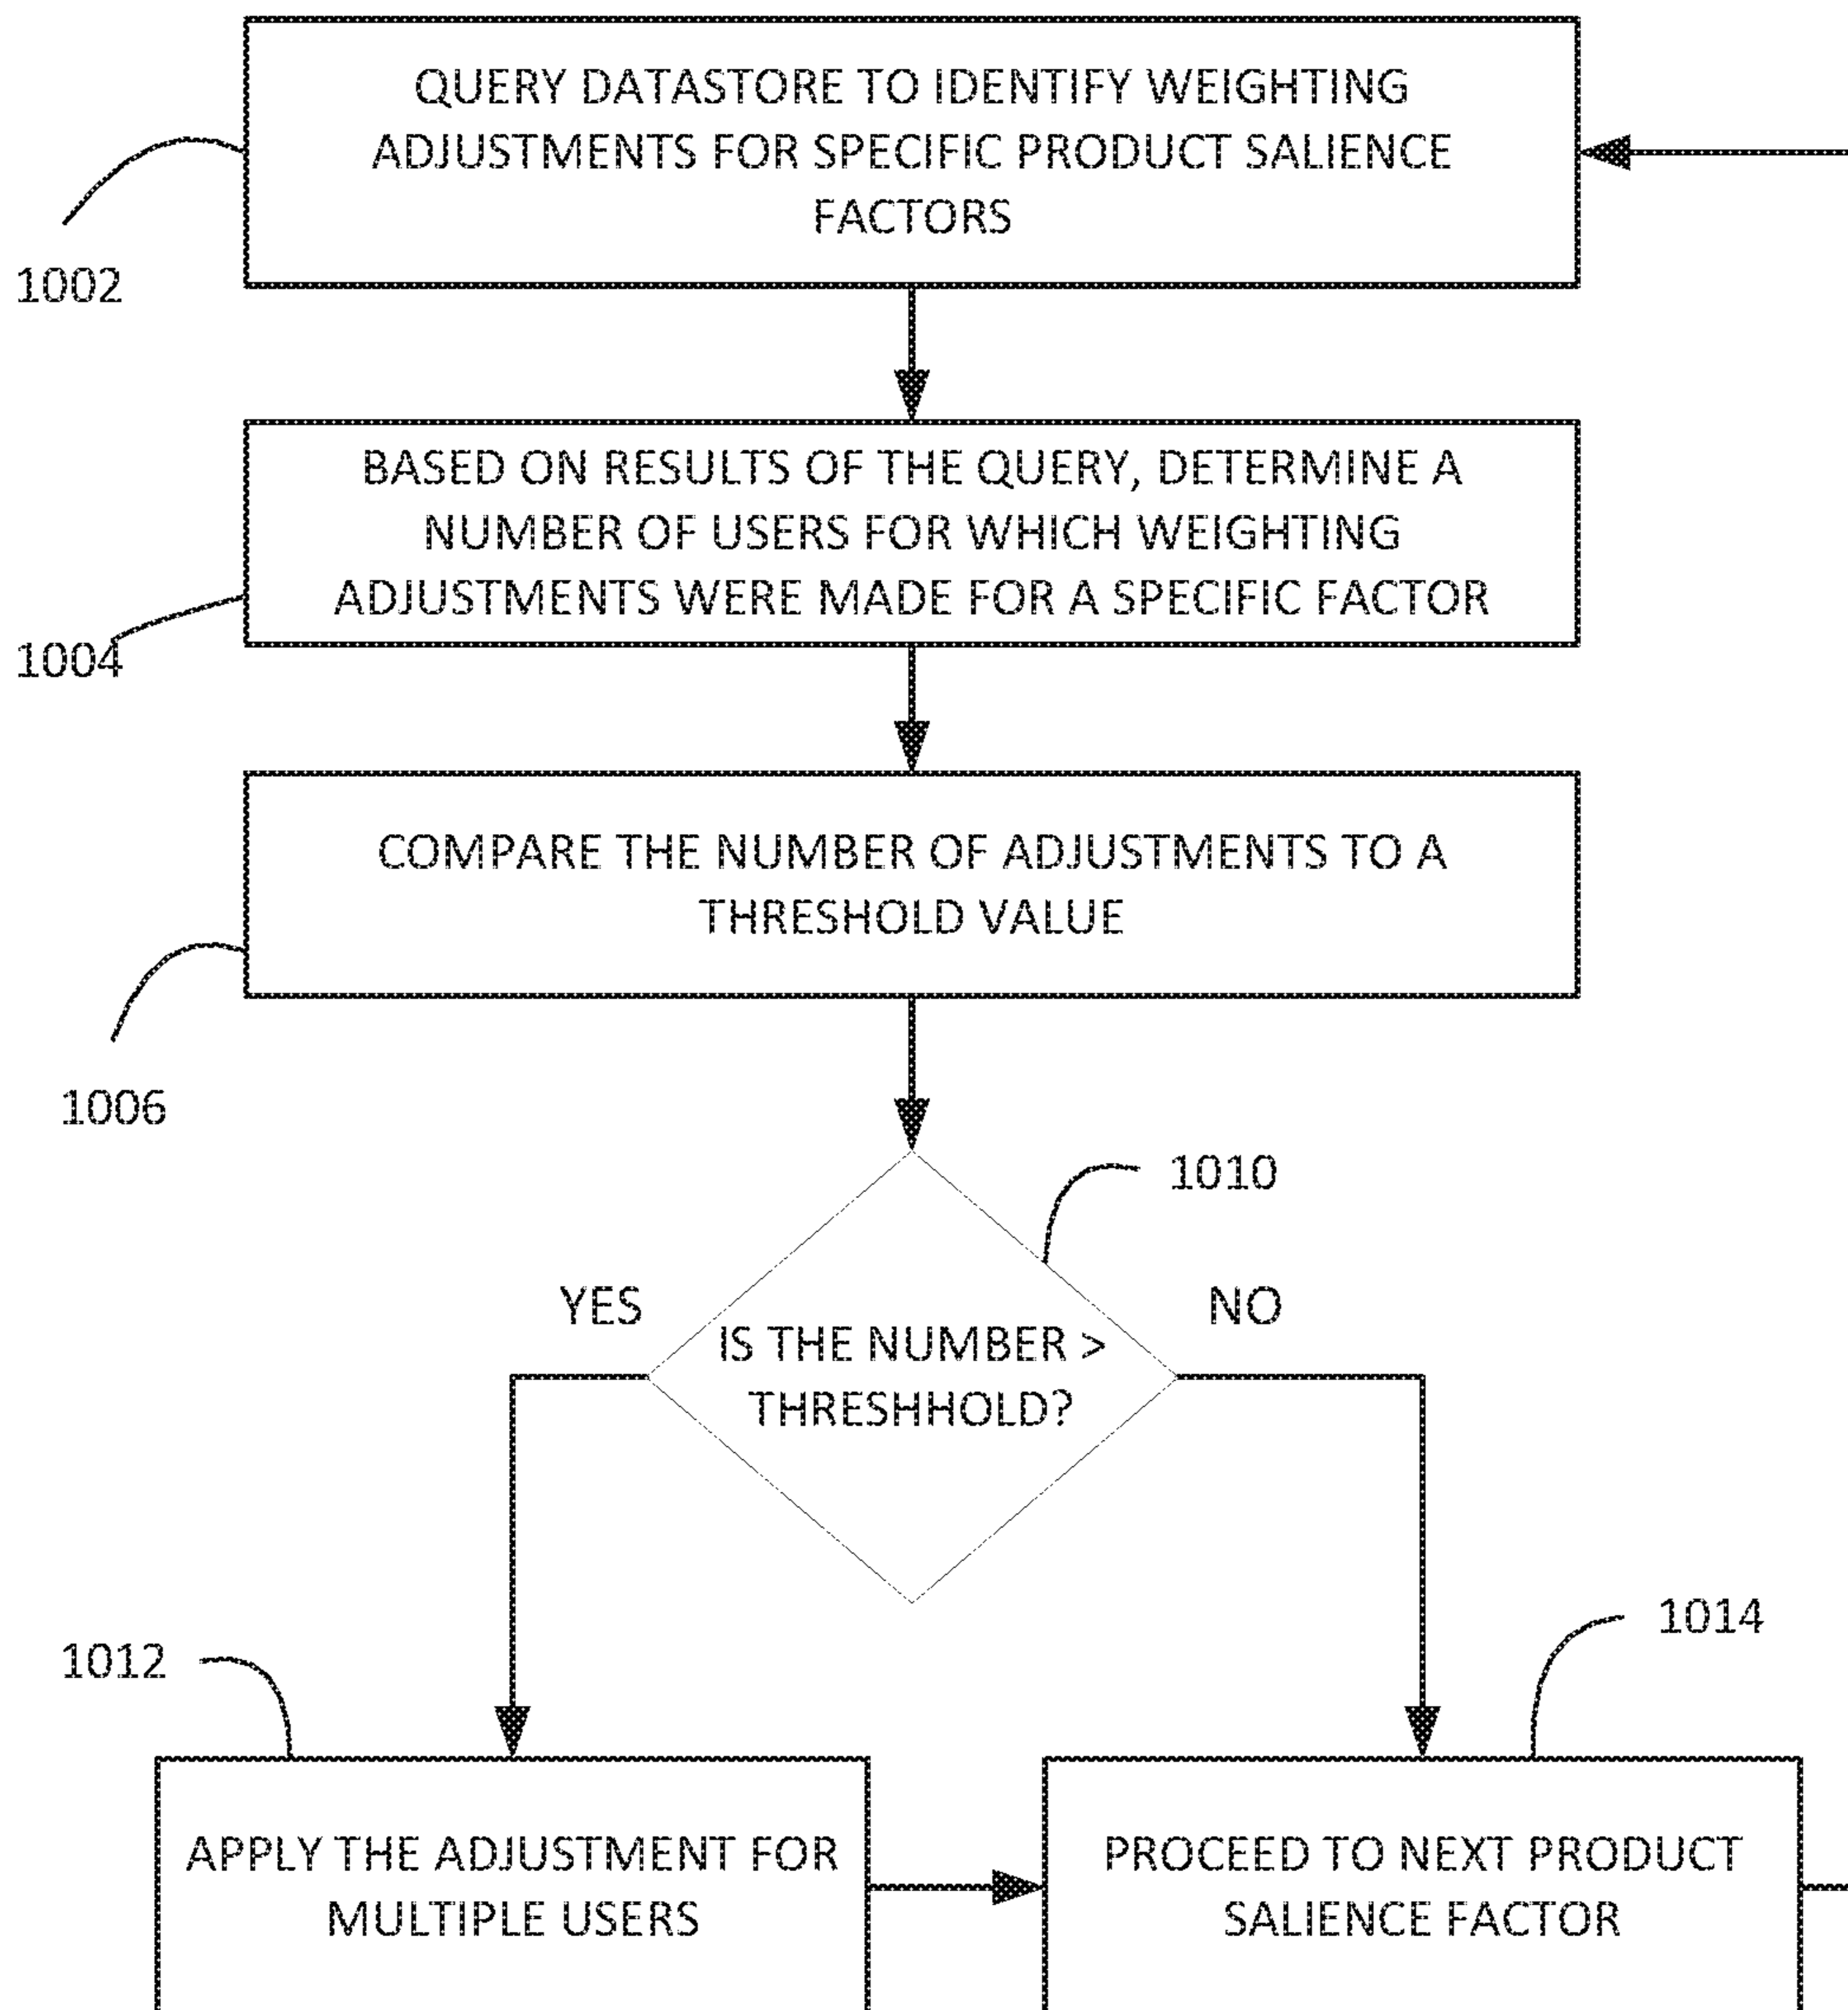 QUERY DATASTORE TO IDENTIFY WEIGHTING
ADJUSTMENTS FOR SPECIFIC PRODUCT SALIENCE
FACTORS
1002
BASED ON RESULTS OF THE QUERY, DETERMINE A
NUMBER OF USERS FOR WHICH WEIGHTING
ADJUSTMENTS WERE MADE FOR A SPECIFIC FACTOR
1004
COMPARE THE NUMBER OF ADJUSTMENTS TO A
THRESHOLD VALUE
1006
1010
YES
NO
IS THE NUMBER >
THRESHHOLD?
1012
1014
APPLY THE ADJUSTMENT FOR
MULTIPLE USERS
PROCEED TO NEXT PRODUCT
SALIENCE FACTOR